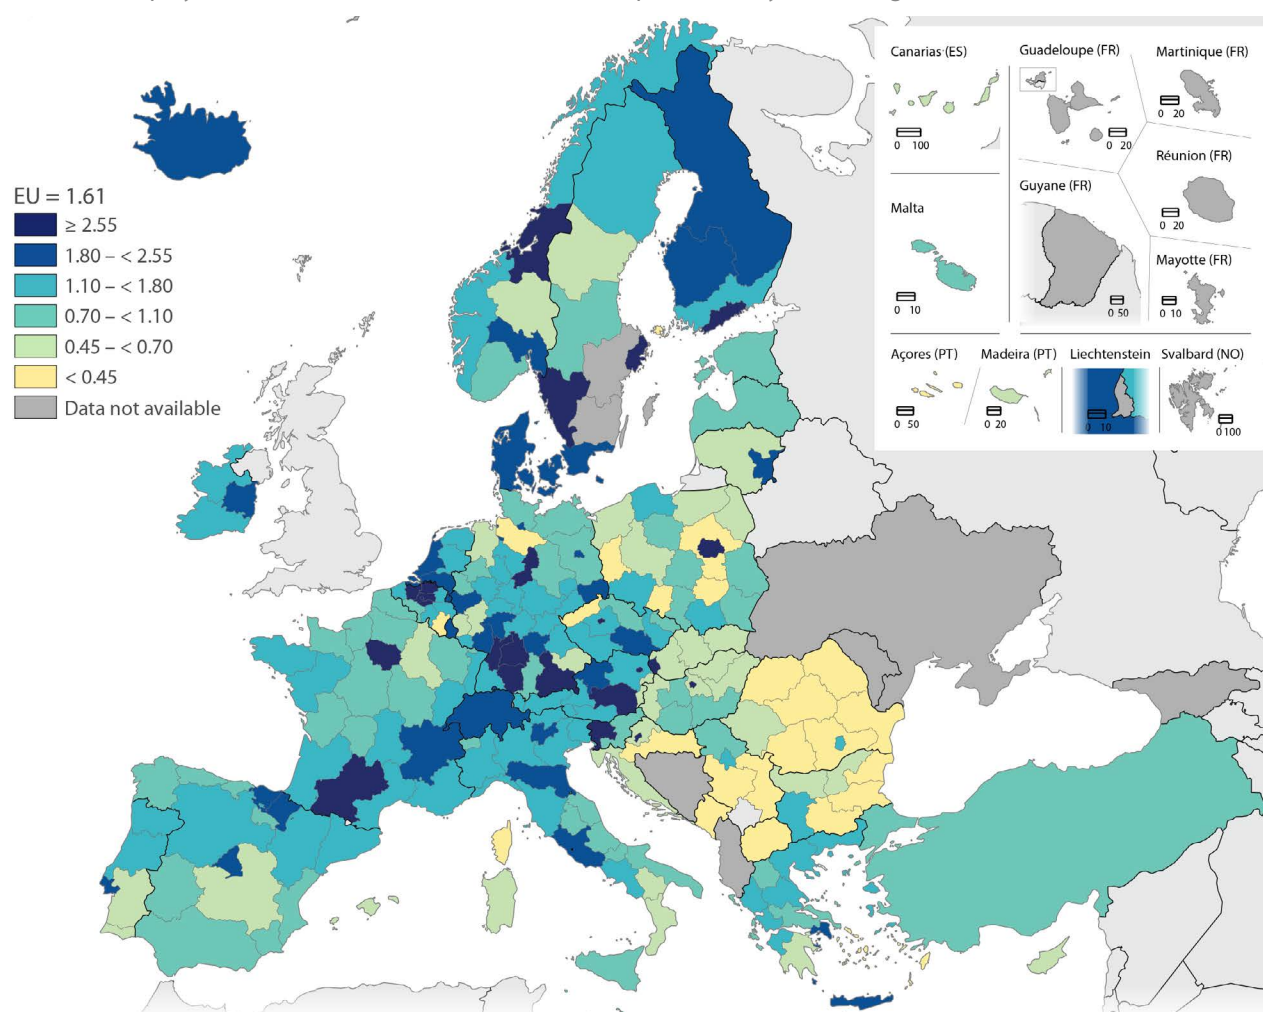 EU = 1.61
≥ 2.55
1.80 – < 2.55
1.10 – < 1.80
0.70 – < 1.10
0.45 – < 0.70
< 0.45
Data not available
Canarias (ES)
0 100
Guadeloupe (FR)
0 20
Martinique (FR)
0 20
Réunion (FR)
0 20
Guyane (FR)
0 50
Mayotte (FR)
0 10
Malta
0 10
Açores (PT)
0 50
Madeira (PT)
0 20
Liechtenstein
0 10
Svalbard (NO)
0 100